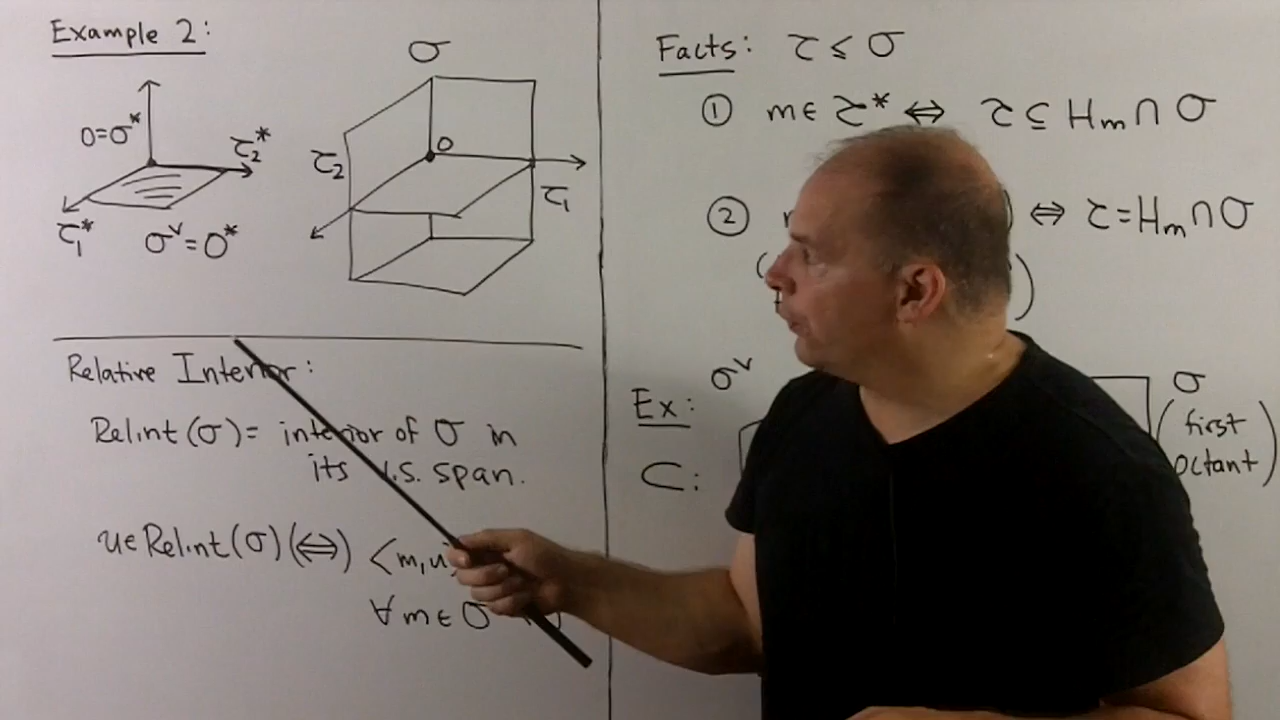 Example 2:
σ
0=σ*
τ₂*
τ₁*
σ^∨=0*
τ₂
0
τ₁
Relative Interior:
Relint(σ)= interior of σ in
its v.s. span.
u∈Relint(σ)(⇔) <m,u
∀ m∈ σ
Facts: τ ≤ σ
① m∈ τ* ⇔ τ ⊆ Hm ∩ σ
② ⇔ τ=Hm∩σ
( )
Ex: σ^∨ σ
C: (first
octant)